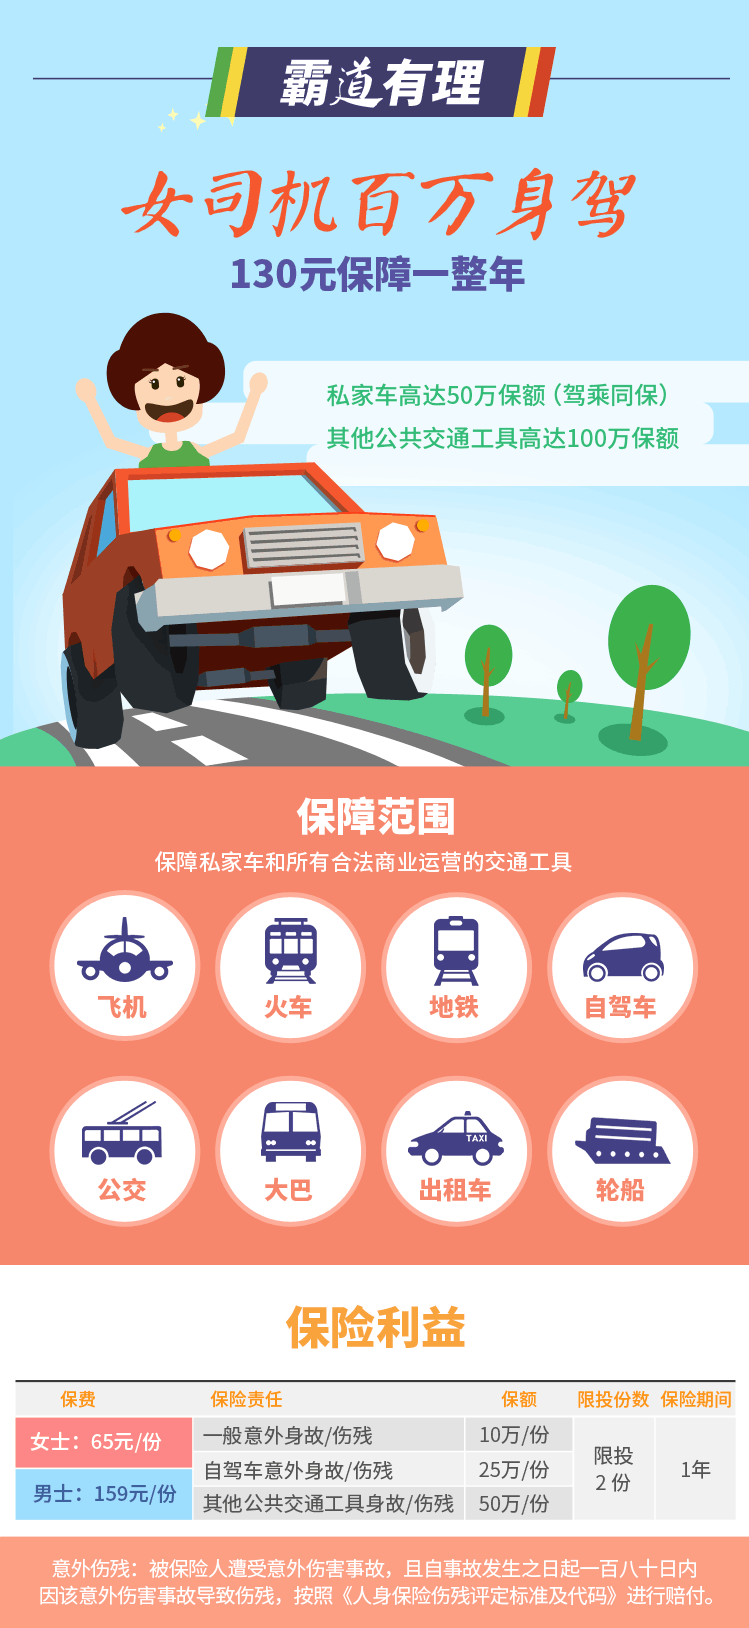 霸道有理
女司机百万身驾
130元保障一整年
私家车高达50万保额（驾乘同保）
其他公共交通工具高达100万保额
保障范围
保障私家车和所有合法商业运营的交通工具
飞机 火车 地铁 自驾车
TAXI
公交 大巴 出租车 轮船
保险利益
保费 保险责任 保额 限投份数 保险期间
女士：65元/份 一般意外身故/伤残 10万/份
自驾车意外身故/伤残 25万/份 限投 2 份 1年
男士：159元/份 其他公共交通工具身故/伤残 50万/份
意外伤残：被保险人遭受意外伤害事故，且自事故发生之日起一百八十日内
因该意外伤害事故导致伤残，按照《人身保险伤残评定标准及代码》进行赔付。